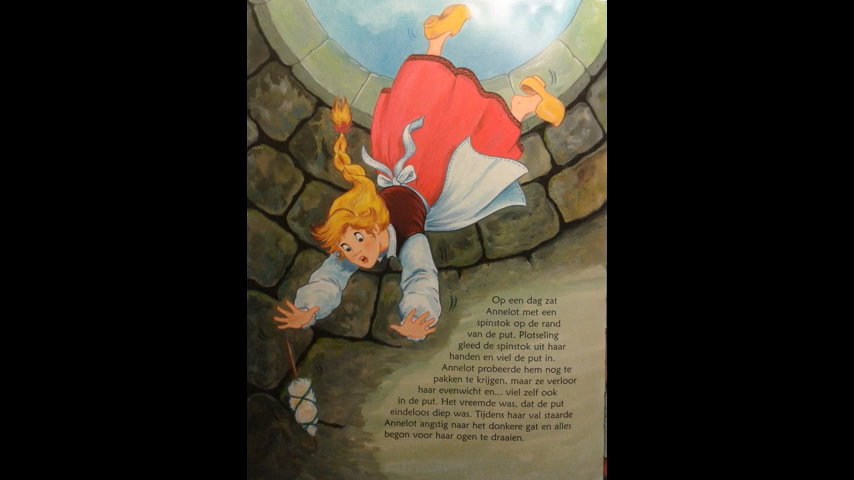 Op een dag zat
Annelot met een
spinstok op de rand
van de put. Plotseling
gleed de spinstok uit haar
handen en viel de put in.
Annelot probeerde hem nog te
pakken te krijgen, maar ze verloor
haar evenwicht en... viel zelf ook
in de put. Het vreemde was, dat de put
eindeloos diep was. Tijdens haar val staarde
Annelot angstig naar het donkere gat en alles
begon voor haar ogen te draaien.